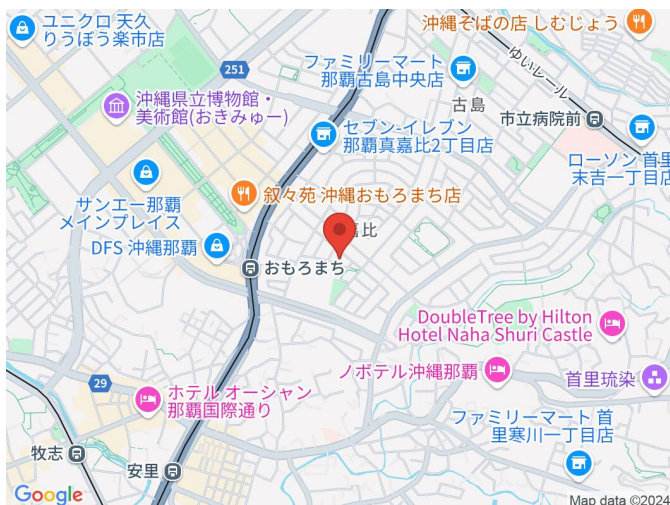 ユニクロ 天久
りうぼう楽市店
沖縄そばの店 しむじょう
ファミリーマート
那覇古島中央店
ゆいレール
251
古島
沖縄県立博物館・
美術館(おきみゅー)
市立病院前
セブン-イレブン
那覇真嘉比2丁目店
ローソン 首里
末吉一丁目店
サンエー那覇
メインプレイス
叙々苑 沖縄おもろまち店
嘉比
DFS 沖縄那覇
おもろまち
DoubleTree by Hilton
Hotel Naha Shuri Castle
ノボテル沖縄那覇
首里琉染
29
ホテル オーシャン
那覇国際通り
ファミリーマート 首
里寒川一丁目店
牧志
安里
Google
Map data ©2024